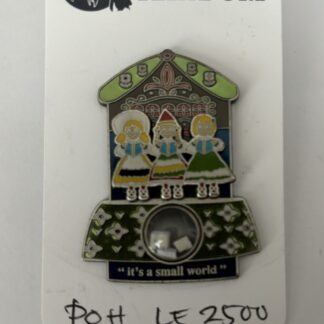 "it's a small world"
POH LE 2500